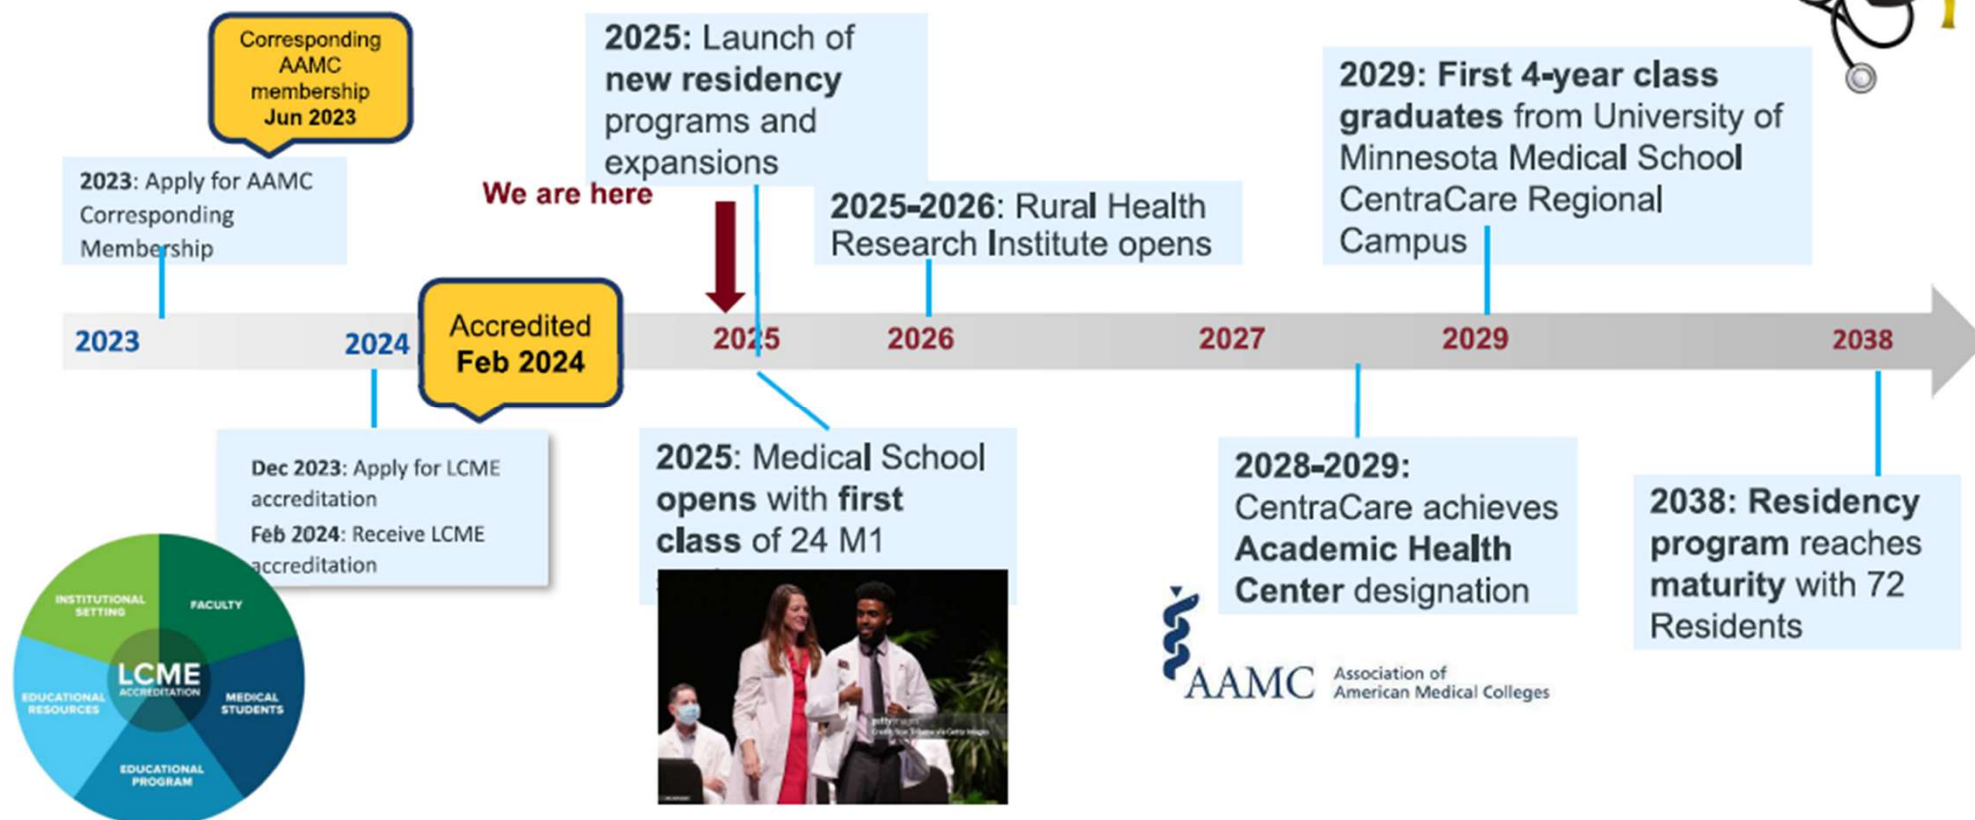 Corresponding
AAMC
membership
Jun 2023
2023: Apply for AAMC
Corresponding
Membership
2025: Launch of
new residency
programs and
expansions
We are here
2025-2026: Rural Health
Research Institute opens
2029: First 4-year class
graduates from University of
Minnesota Medical School
CentraCare Regional
Campus
2023
2024
Accredited
Feb 2024
2025
2026
2027
2029
2038
Dec 2023: Apply for LCME
accreditation
Feb 2024: Receive LCME
accreditation
2025: Medical School
opens with first
class of 24 M1
2028-2029:
CentraCare achieves
Academic Health
Center designation
2038: Residency
program reaches
maturity with 72
Residents
INSTITUTIONAL
SETTING
FACULTY
LCME
ACCREDITATION
EDUCATIONAL
RESOURCES
MEDICAL
STUDENTS
EDUCATIONAL
PROGRAM
AAMC
Association of
American Medical Colleges